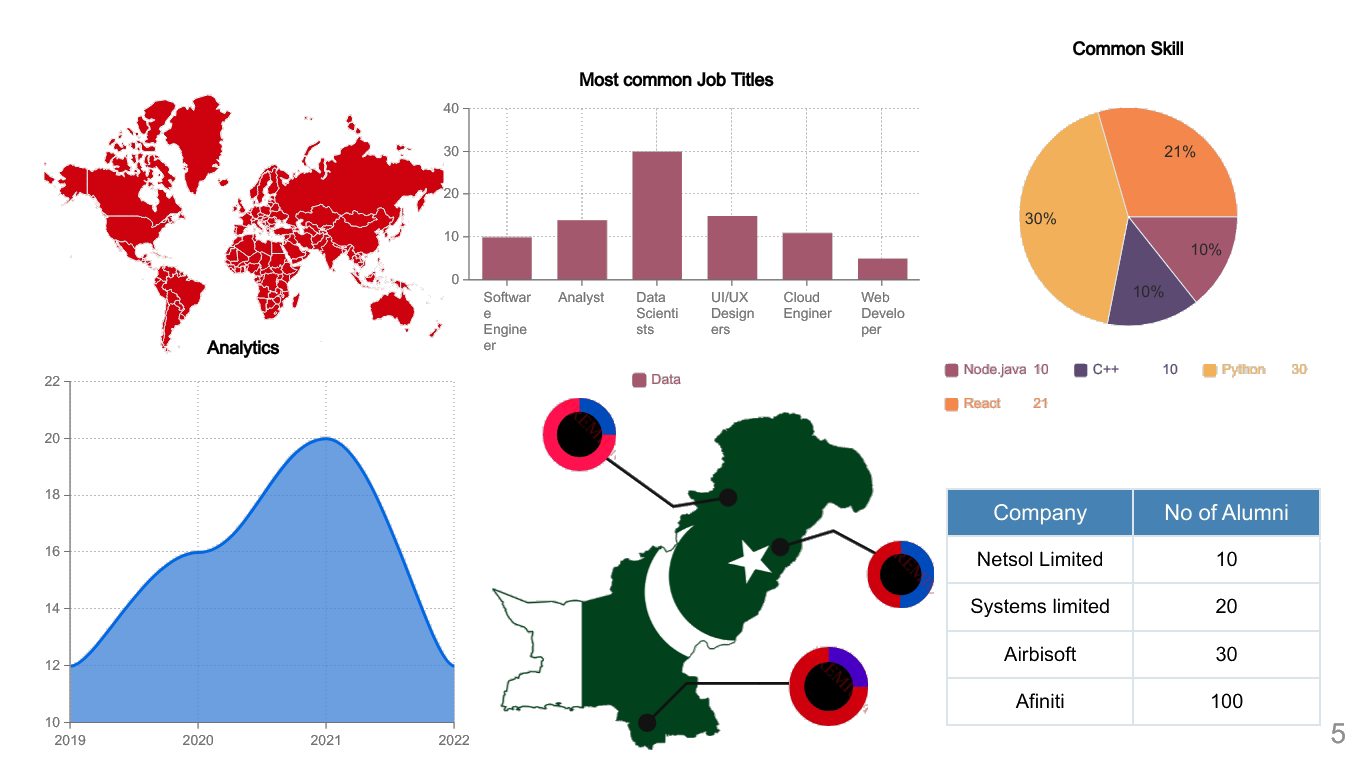 Common Skill
Most common Job Titles
40
30
20
10
0
Softwar
e
Engine
er
Analyst
Data
Scienti
sts
UI/UX
Design
ers
Cloud
Enginer
Web
Develo
per
Data
21%
30%
10%
10%
Node.java 10
C++ 10
Python 30
React 21
Analytics
22
20
18
16
14
12
10
2019 2020 2021 2022
Company No of Alumni
Netsol Limited 10
Systems limited 20
Airbisoft 30
Afiniti 100
5